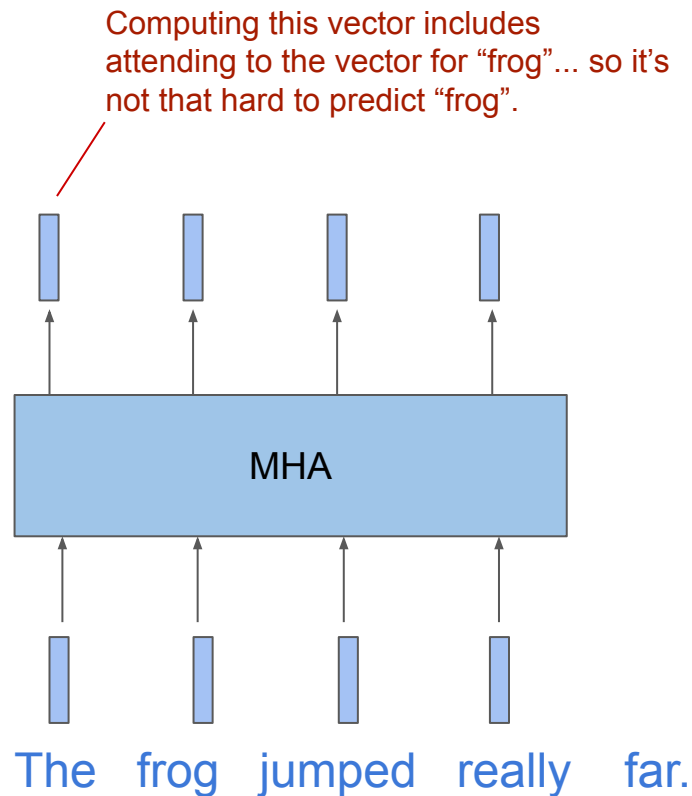 Computing this vector includes
attending to the vector for “frog”... so it’s
not that hard to predict “frog”.
MHA
The frog jumped really far.